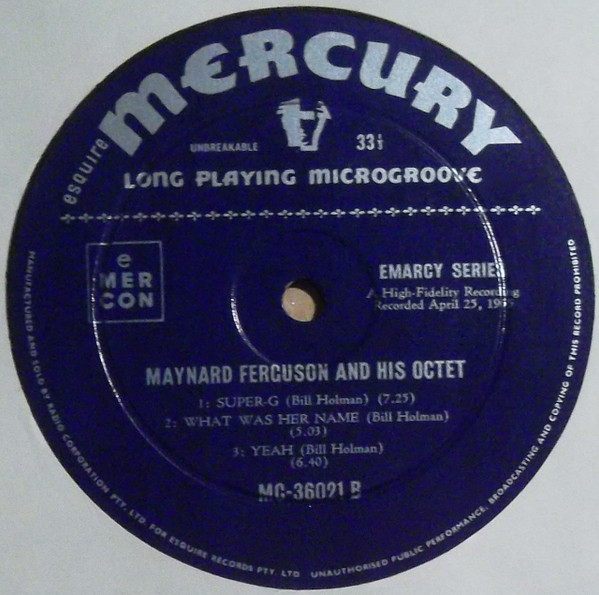 esquire MERCURY
UNBREAKABLE 33⅓
LONG PLAYING MICROGROOVE
e
MER
CON
EMARCY SERIES
A High-Fidelity Recording
Recorded April 25,
MAYNARD FERGUSON AND HIS OCTET
1: SUPER-G (Bill Holman) (7.25)
2: WHAT WAS HER NAME (Bill Holman)
(5.03)
3: YEAH (Bill Holman)
(6.40)
MG-36021 B
MANUFACTURED AND SOLD BY RADIO CORPORATION PTY. LTD. FOR ESQUIRE RECORDS PTY. LTD UNAUTHORISED PUBLIC PERFORMANCE, BROADCASTING AND COPYING OF THIS RECORD PROHIBITED